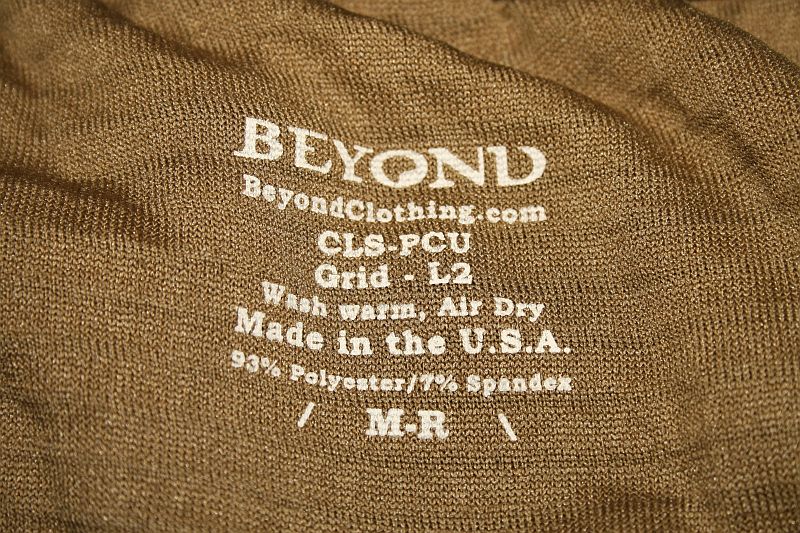 BEYOND
BeyondClothing.com
CLS-PCU
Grid - L2
Wash warm, Air Dry
Made in the U.S.A.
93% Polyester/7% Spandex
/ M-R \